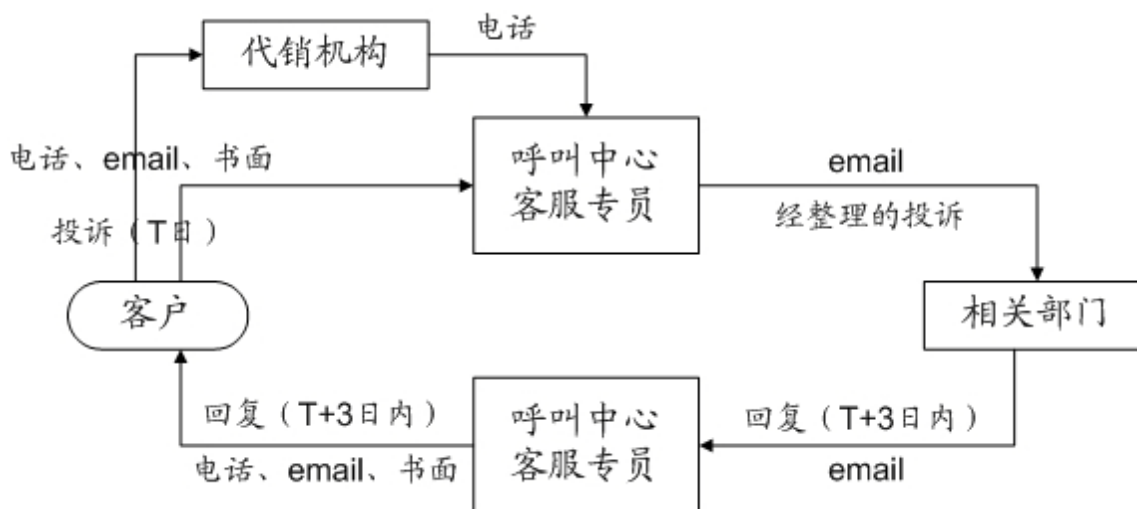 代销机构
电话
电话、email、书面
投诉（T日）
呼叫中心
客服专员
email
经整理的投诉
客户
相关部门
回复（T+3日内）
电话、email、书面
呼叫中心
客服专员
回复（T+3日内）
email